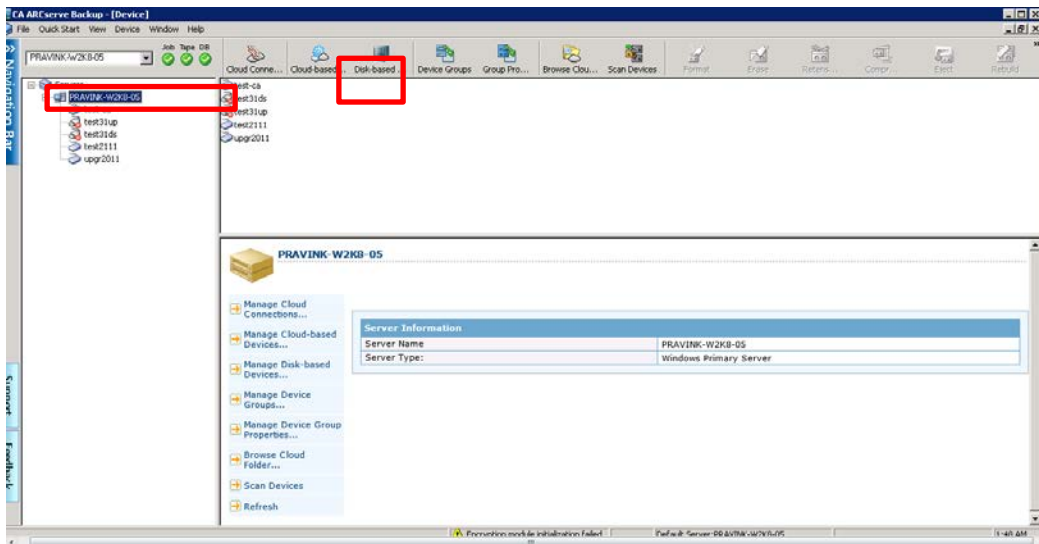 CA ARCserve Backup - [Device]
File Quick Start View Device Window Help
PRAVINK-W2K8-05
Job Tape DB
Cloud Conne... Cloud-based... Disk-based... Device Groups Group Pro... Browse Clou... Scan Devices Format Erase Retens... Compr... Eject Rebuild
Navigation Bar
PRAVINK-W2K8-05
test31up
test31ds
test2111
upgr2011
test-ca
test31ds
test31up
test2111
upgr2011
PRAVINK-W2K8-05
Manage Cloud
Connections...
Manage Cloud-based
Devices...
Manage Disk-based
Devices...
Manage Device
Groups...
Manage Device Group
Properties...
Browse Cloud
Folder...
Scan Devices
Refresh
Server Information
Server Name PRAVINK-W2K8-05
Server Type: Windows Primary Server
Support
Feedback
Encryption module initialization failed Default Server:PRAVINK-W2K8-05 1:40 AM